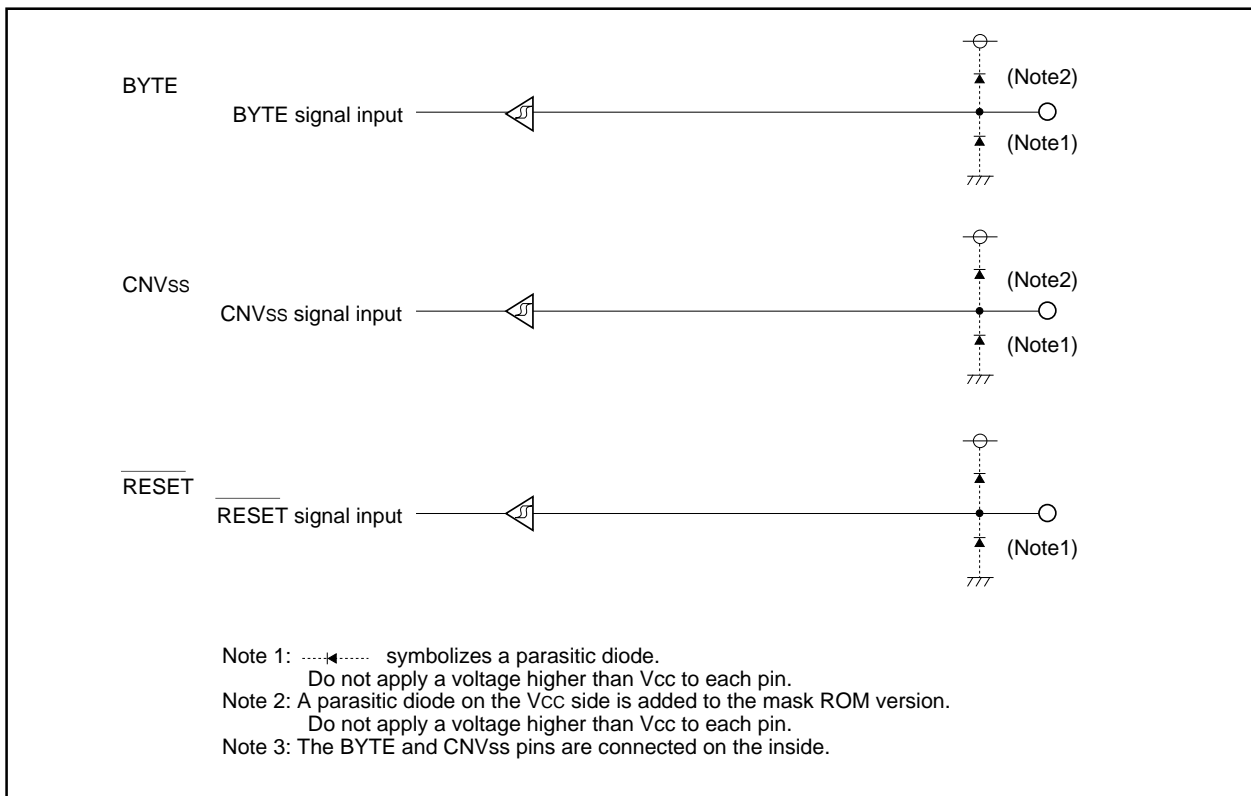 BYTE
(Note2)
BYTE signal input
(Note1)
CNVss
(Note2)
CNVss signal input
(Note1)
RESET
RESET signal input
(Note1)
Note 1: symbolizes a parasitic diode.
Do not apply a voltage higher than Vcc to each pin.
Note 2: A parasitic diode on the VCC side is added to the mask ROM version.
Do not apply a voltage higher than Vcc to each pin.
Note 3: The BYTE and CNVss pins are connected on the inside.